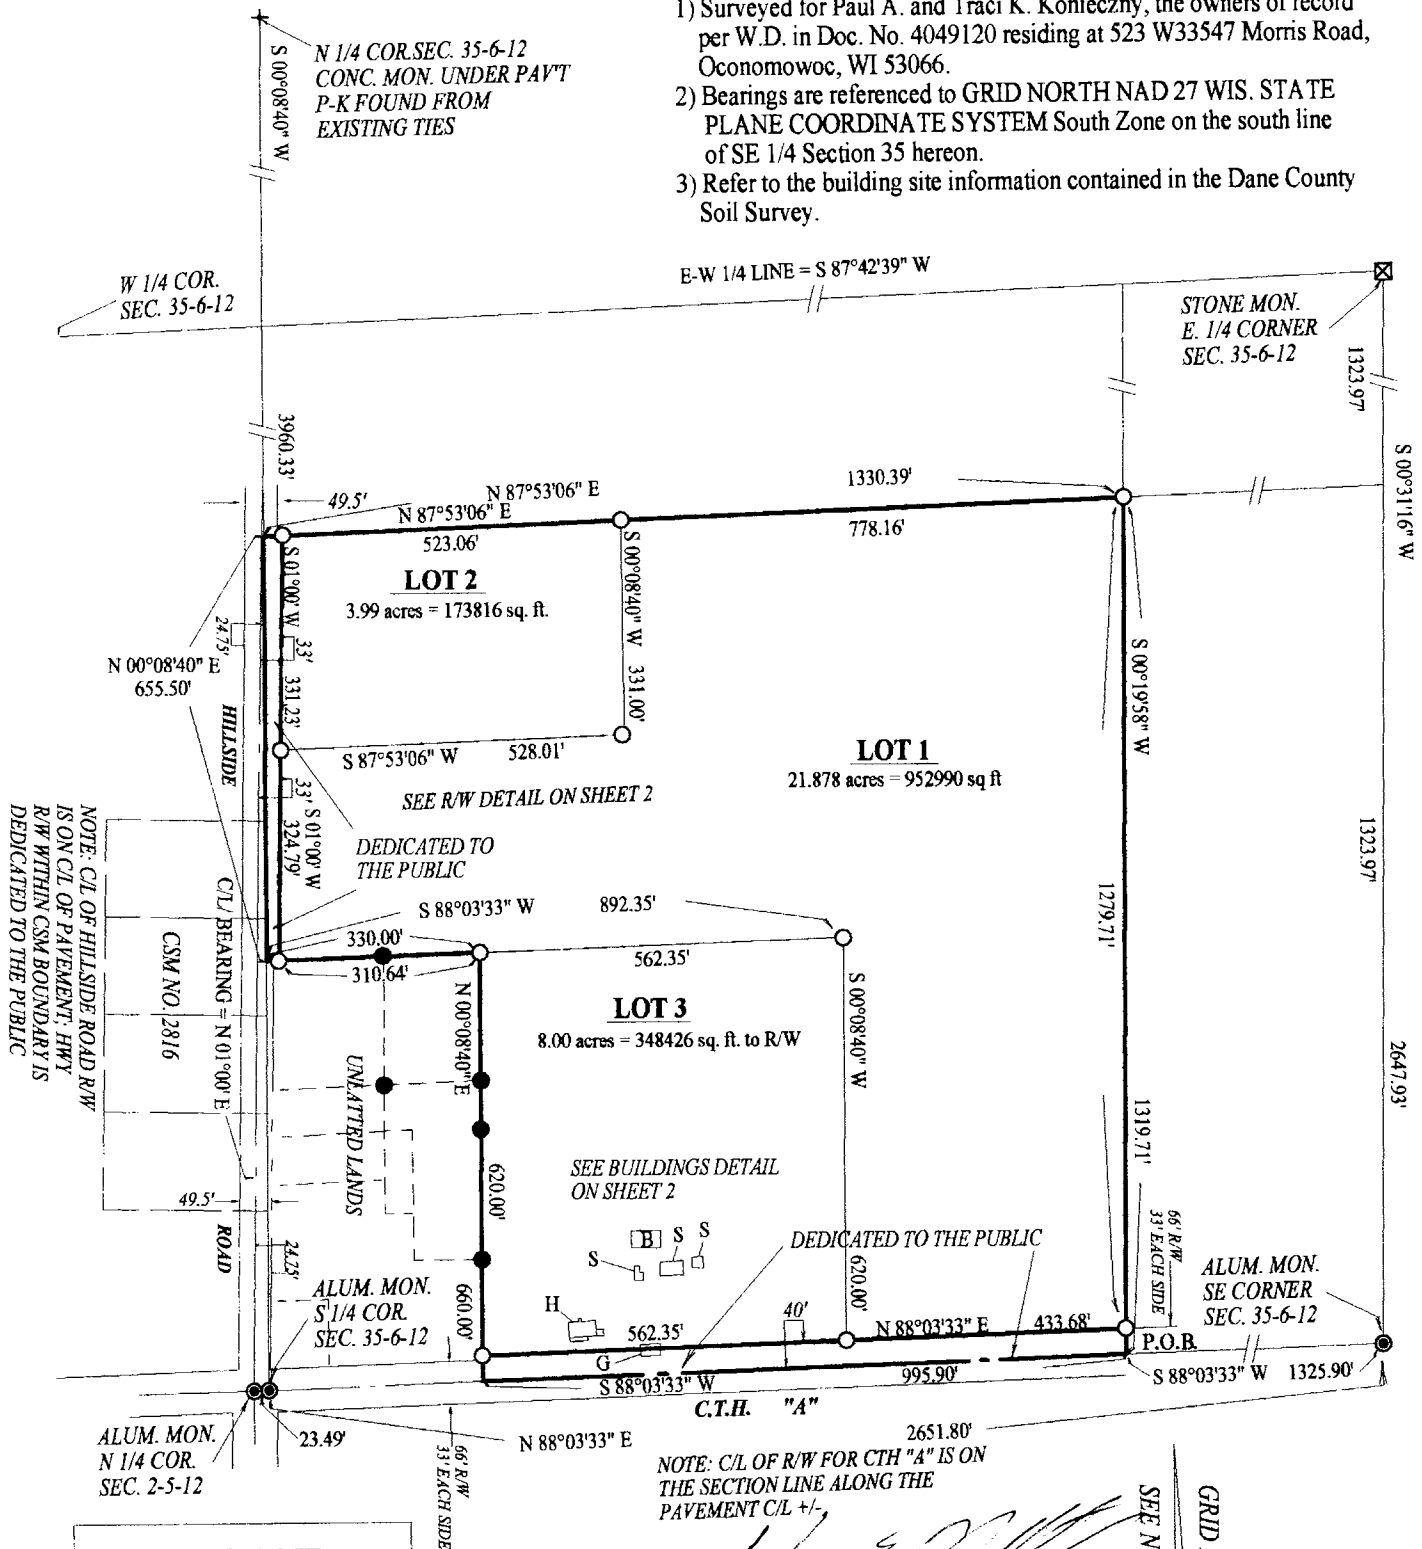 1) Surveyed for Paul A. and Traci K. Konieczny, the owners of record
per W.D. in Doc. No. 4049120 residing at 523 W33547 Morris Road,
Oconomowoc, WI 53066.
2) Bearings are referenced to GRID NORTH NAD 27 WIS. STATE
PLANE COORDINATE SYSTEM South Zone on the south line
of SE 1/4 Section 35 hereon.
3) Refer to the building site information contained in the Dane County
Soil Survey.
N 1/4 COR.SEC. 35-6-12
CONC. MON. UNDER PAV'T
P-K FOUND FROM
EXISTING TIES
S 00°08'40" W
W 1/4 COR.
SEC. 35-6-12
E-W 1/4 LINE = S 87°42'39" W
STONE MON.
E. 1/4 CORNER
SEC. 35-6-12
1323.97'
S 00°31'16" W
3960.33'
49.5'
N 87°53'06" E
1330.39'
N 87°53'06" E
523.06'
778.16'
LOT 2
3.99 acres = 173816 sq. ft.
S 01°00' W
S 00°08'40" W
331.00'
24.75'
33'
331.23'
N 00°08'40" E
655.50'
HILLSIDE
S 87°53'06" W
528.01'
S 00°19'58" W
LOT 1
21.878 acres = 952990 sq ft
SEE R/W DETAIL ON SHEET 2
33'
S 01°00' W
324.79'
DEDICATED TO
THE PUBLIC
1323.97'
NOTE: C/L OF HILLSIDE ROAD R/W
IS ON C/L OF PAVEMENT; HWY
R/W WITHIN CSM BOUNDARY IS
DEDICATED TO THE PUBLIC
CSM NO. 2816
C/L/ BEARING = N 01°00' E
S 88°03'33" W
892.35'
330.00'
310.64'
562.35'
1279.71'
LOT 3
8.00 acres = 348426 sq. ft. to R/W
N 00°08'40" E
S 00°08'40" W
UNLATTED LANDS
2647.93'
1319.71'
620.00'
SEE BUILDINGS DETAIL
ON SHEET 2
49.5'
ROAD
24.75'
B
S
S
S
DEDICATED TO THE PUBLIC
66' R/W
33' EACH SIDE
620.00'
ALUM. MON.
SE CORNER
SEC. 35-6-12
ALUM. MON.
S 1/4 COR.
SEC. 35-6-12
660.00'
H
562.35'
40'
N 88°03'33" E
433.68'
P.O.B.
G
S 88°03'33" W
995.90'
S 88°03'33" W
1325.90'
C.T.H. "A"
2651.80'
ALUM. MON.
N 1/4 COR.
SEC. 2-5-12
23.49'
N 88°03'33" E
66' R/W
33' EACH SIDE
NOTE: C/L OF R/W FOR CTH "A" IS ON
THE SECTION LINE ALONG THE
PAVEMENT C/L +/-
GRID
SEE N